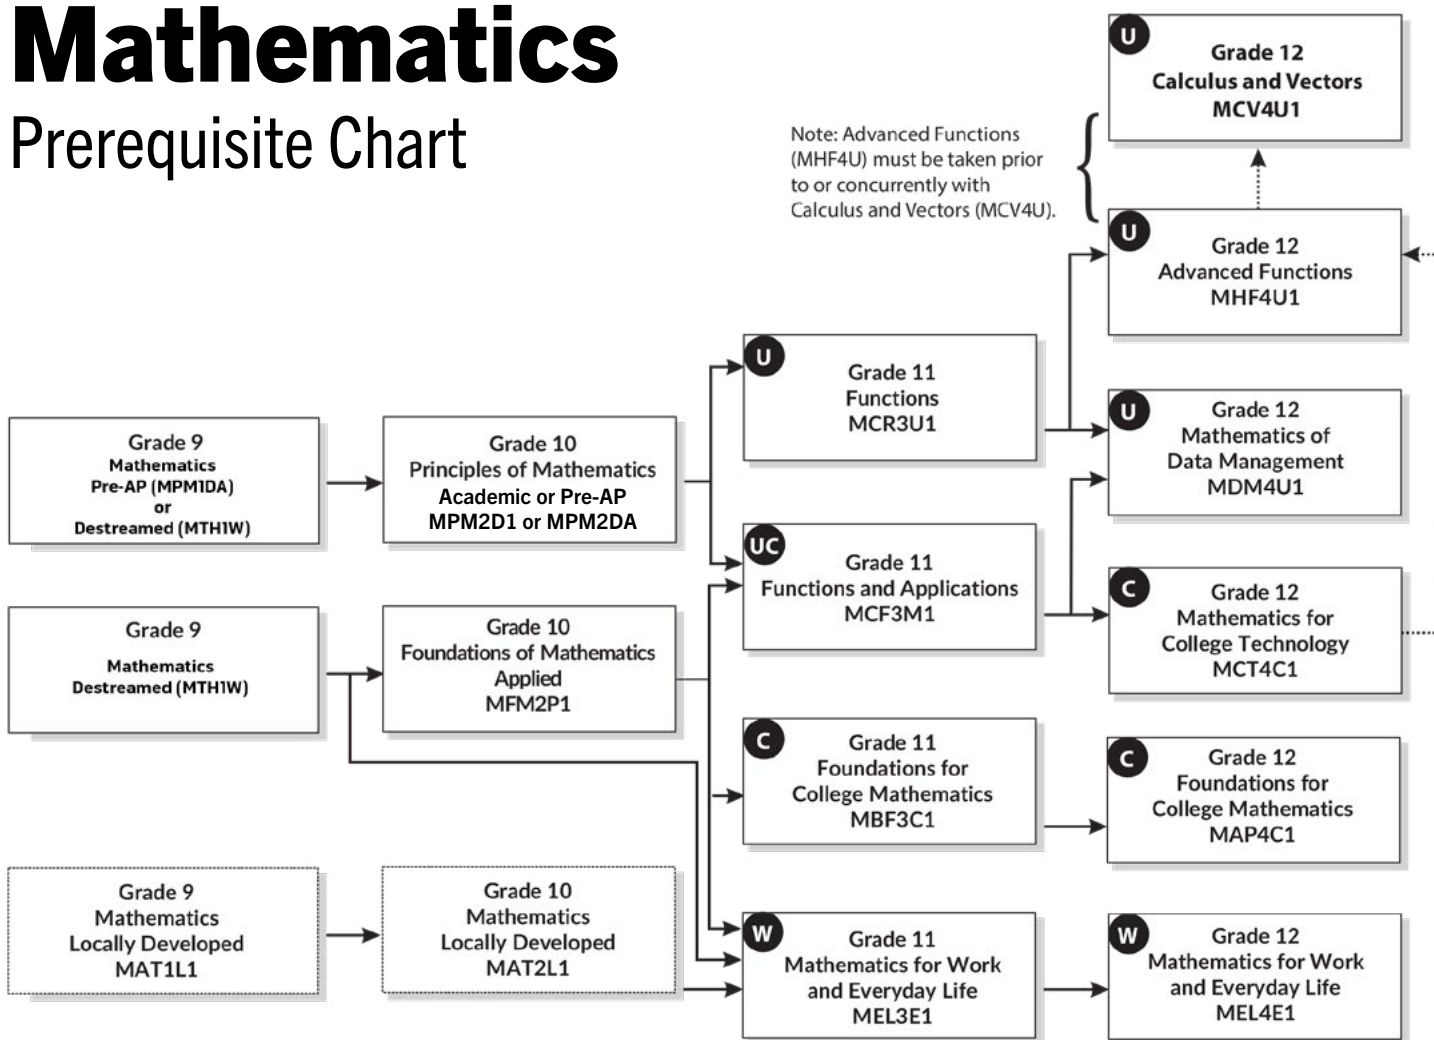 Mathematics
Prerequisite Chart
U
Grade 12
Calculus and Vectors
MCV4U1
Note: Advanced Functions
(MHF4U) must be taken prior
to or concurrently with
Calculus and Vectors (MCV4U).
{
U
Grade 12
Advanced Functions
MHF4U1
U
Grade 11
Functions
MCR3U1
U
Grade 12
Mathematics of
Data Management
MDM4U1
Grade 9
Mathematics
Pre-AP (MPM1DA)
or
Destreamed (MTH1W)
Grade 10
Principles of Mathematics
Academic or Pre-AP
MPM2D1 or MPM2DA
UC
Grade 11
Functions and Applications
MCF3M1
C
Grade 12
Mathematics for
College Technology
MCT4C1
Grade 9
Mathematics
Destreamed (MTH1W)
Grade 10
Foundations of Mathematics
Applied
MFM2P1
C
Grade 11
Foundations for
College Mathematics
MBF3C1
C
Grade 12
Foundations for
College Mathematics
MAP4C1
Grade 9
Mathematics
Locally Developed
MAT1L1
Grade 10
Mathematics
Locally Developed
MAT2L1
W
Grade 11
Mathematics for Work
and Everyday Life
MEL3E1
W
Grade 12
Mathematics for Work
and Everyday Life
MEL4E1